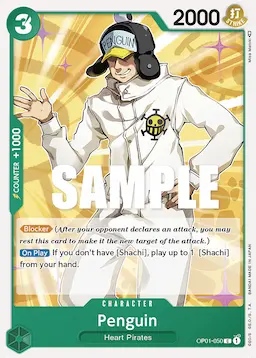 3
2000
打
STRIKE
PENGUIN
COUNTER +1000
SAMPLE
Blocker (After your opponent declares an attack, you may
rest this card to make it the new target of the attack.)
On Play If you don't have [Shachi], play up to 1 [Shachi]
from your hand.
CHARACTER
Penguin
Heart Pirates
OP01-050